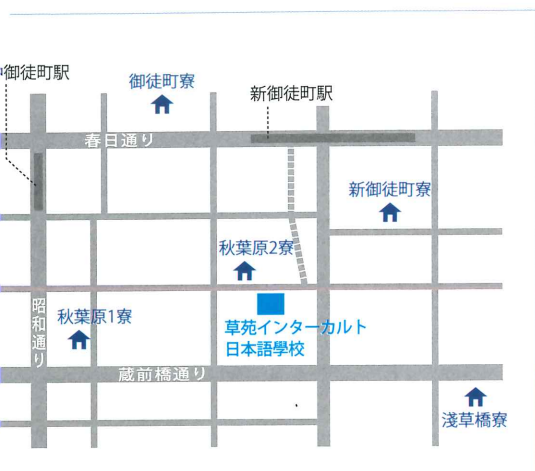 御徒町駅
御徒町寮
新御徒町駅
春日通り
新御徒町寮
秋葉原2寮
昭和通り
秋葉原1寮
草苑インターカルト
日本語學校
蔵前橋通り
淺草橋寮